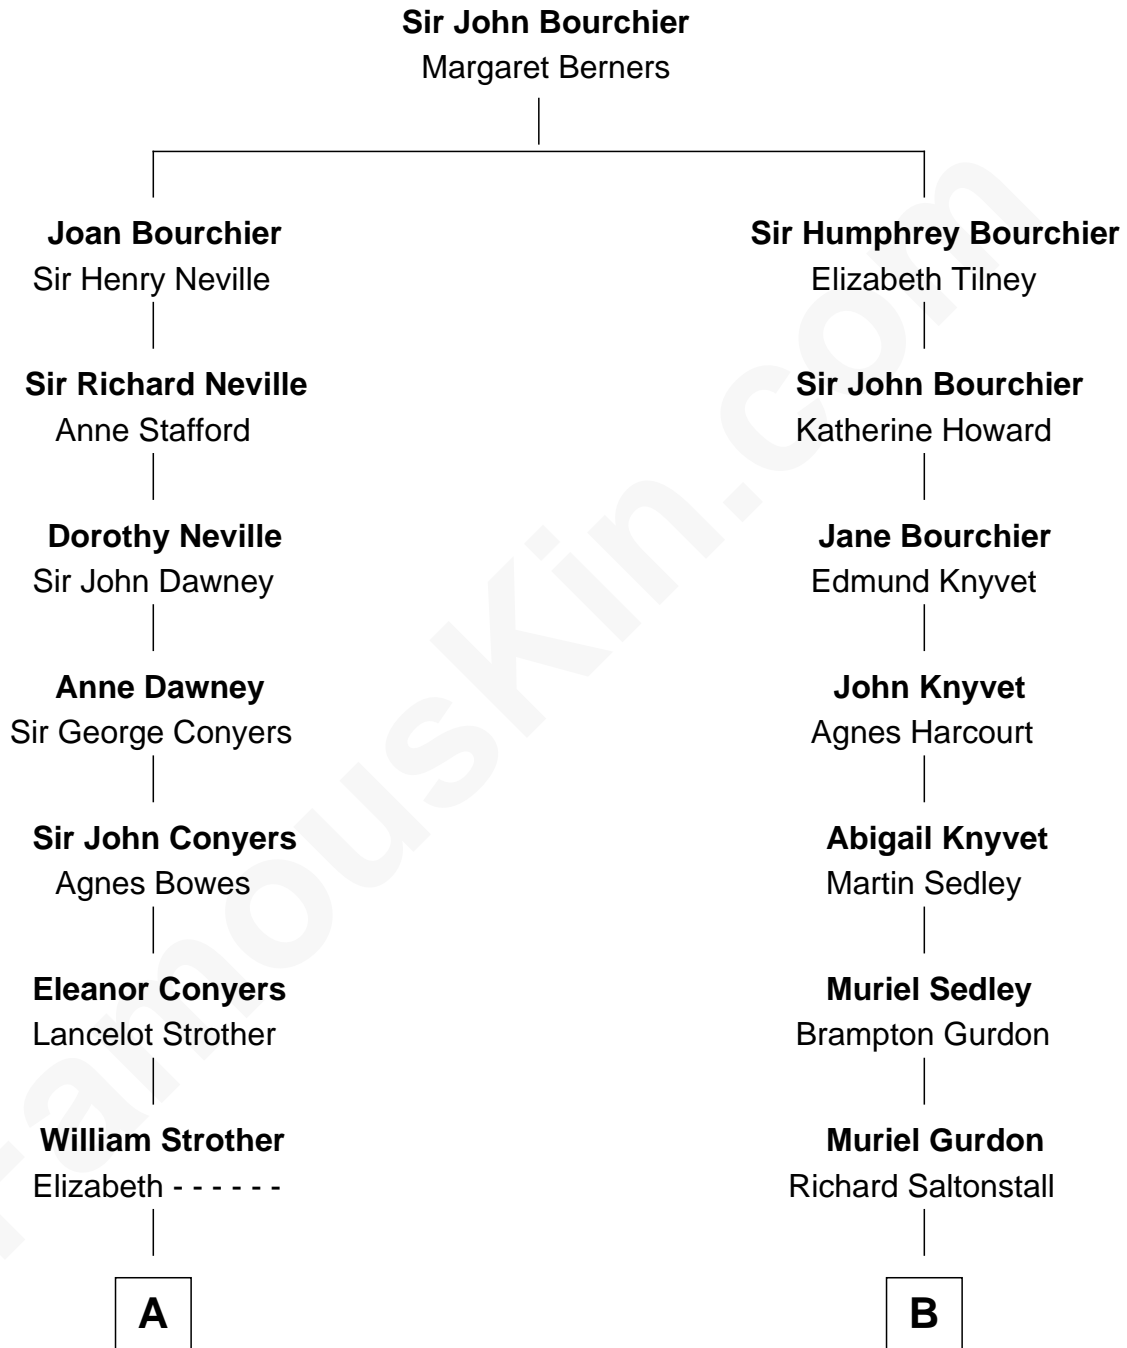 Sir John Bourchier
Margaret Berners
Joan Bourchier
Sir Henry Neville
Sir Humphrey Bourchier
Elizabeth Tilney
Sir Richard Neville
Anne Stafford
Sir John Bourchier
Katherine Howard
Dorothy Neville
Sir John Dawney
Jane Bourchier
Edmund Knyvet
Anne Dawney
Sir George Conyers
John Knyvet
Agnes Harcourt
Sir John Conyers
Agnes Bowes
Abigail Knyvet
Martin Sedley
Eleanor Conyers
Lancelot Strother
Muriel Sedley
Brampton Gurdon
William Strother
Elizabeth - - - - - -
Muriel Gurdon
Richard Saltonstall
A
B
FamousKin.com